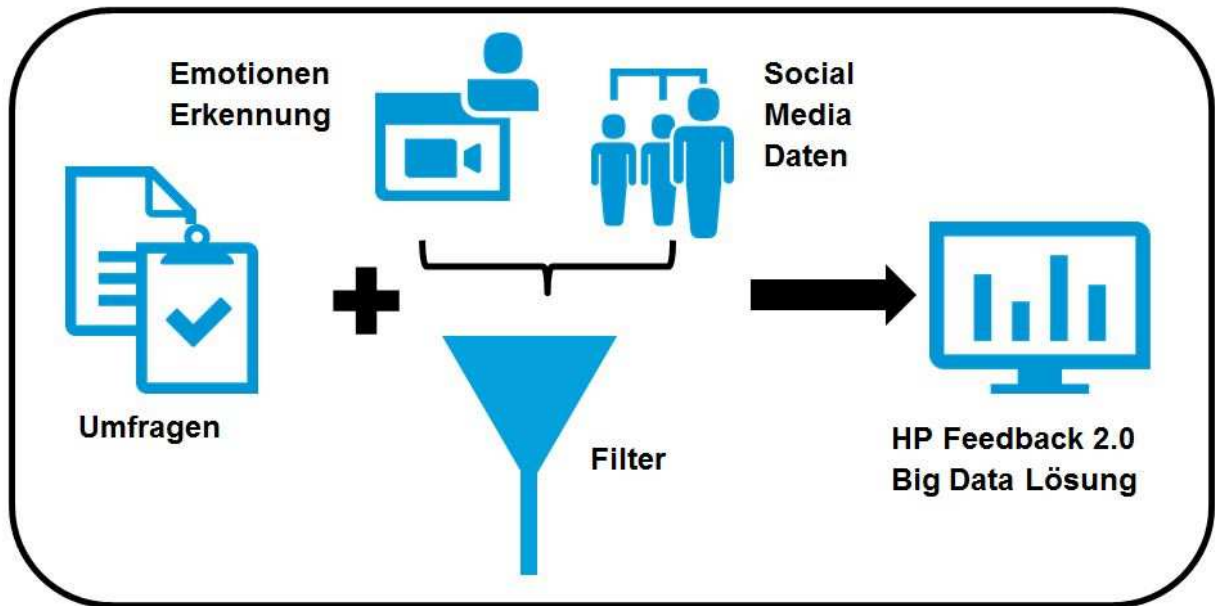 Emotionen
Erkennung
Social
Media
Daten
Umfragen
Filter
HP Feedback 2.0
Big Data Lösung